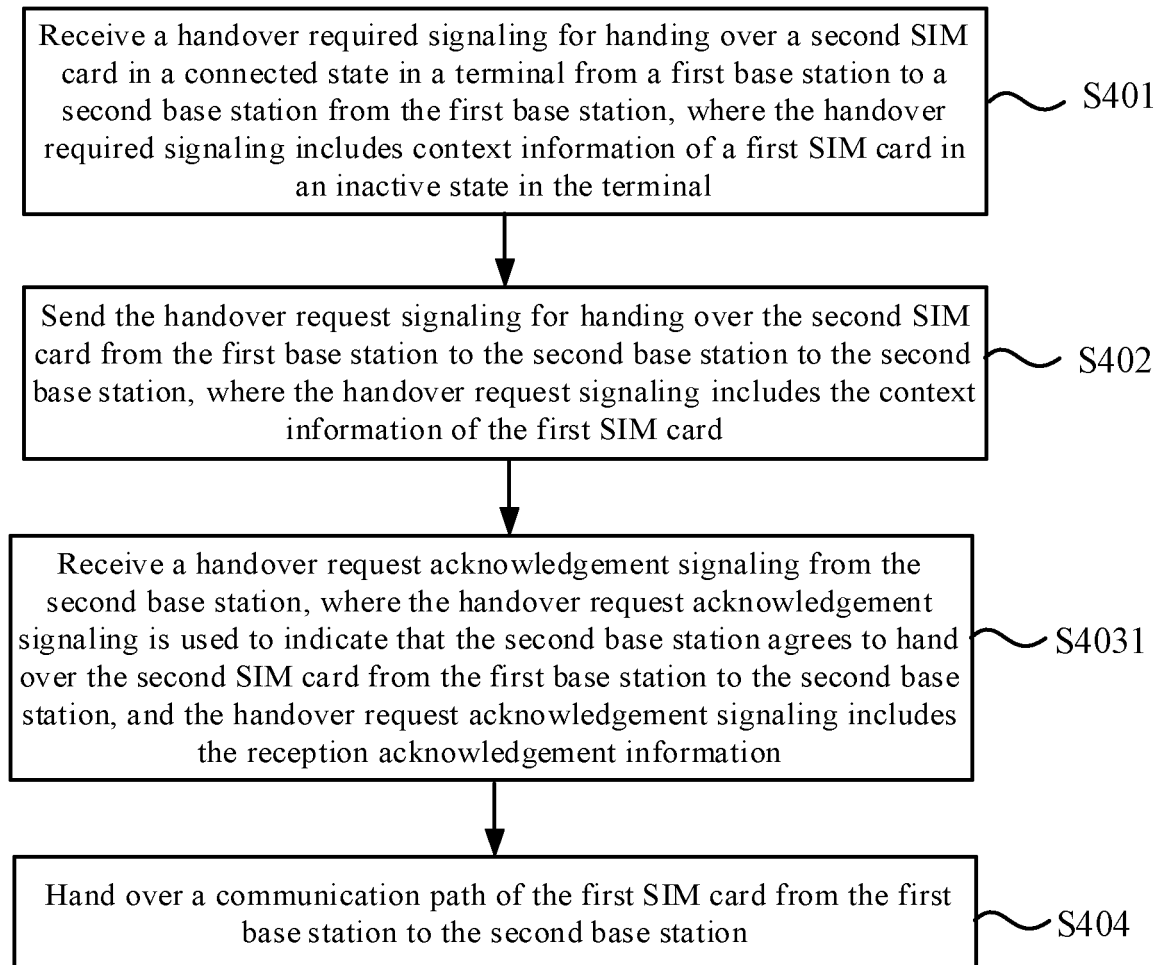 Receive a handover required signaling for handing over a second SIM
card in a connected state in a terminal from a first base station to a
second base station from the first base station, where the handover
required signaling includes context information of a first SIM card in
an inactive state in the terminal
S401
Send the handover request signaling for handing over the second SIM
card from the first base station to the second base station to the second
base station, where the handover request signaling includes the context
information of the first SIM card
S402
Receive a handover request acknowledgement signaling from the
second base station, where the handover request acknowledgement
signaling is used to indicate that the second base station agrees to hand
over the second SIM card from the first base station to the second base
station, and the handover request acknowledgement signaling includes
the reception acknowledgement information
S4031
Hand over a communication path of the first SIM card from the first
base station to the second base station
S404